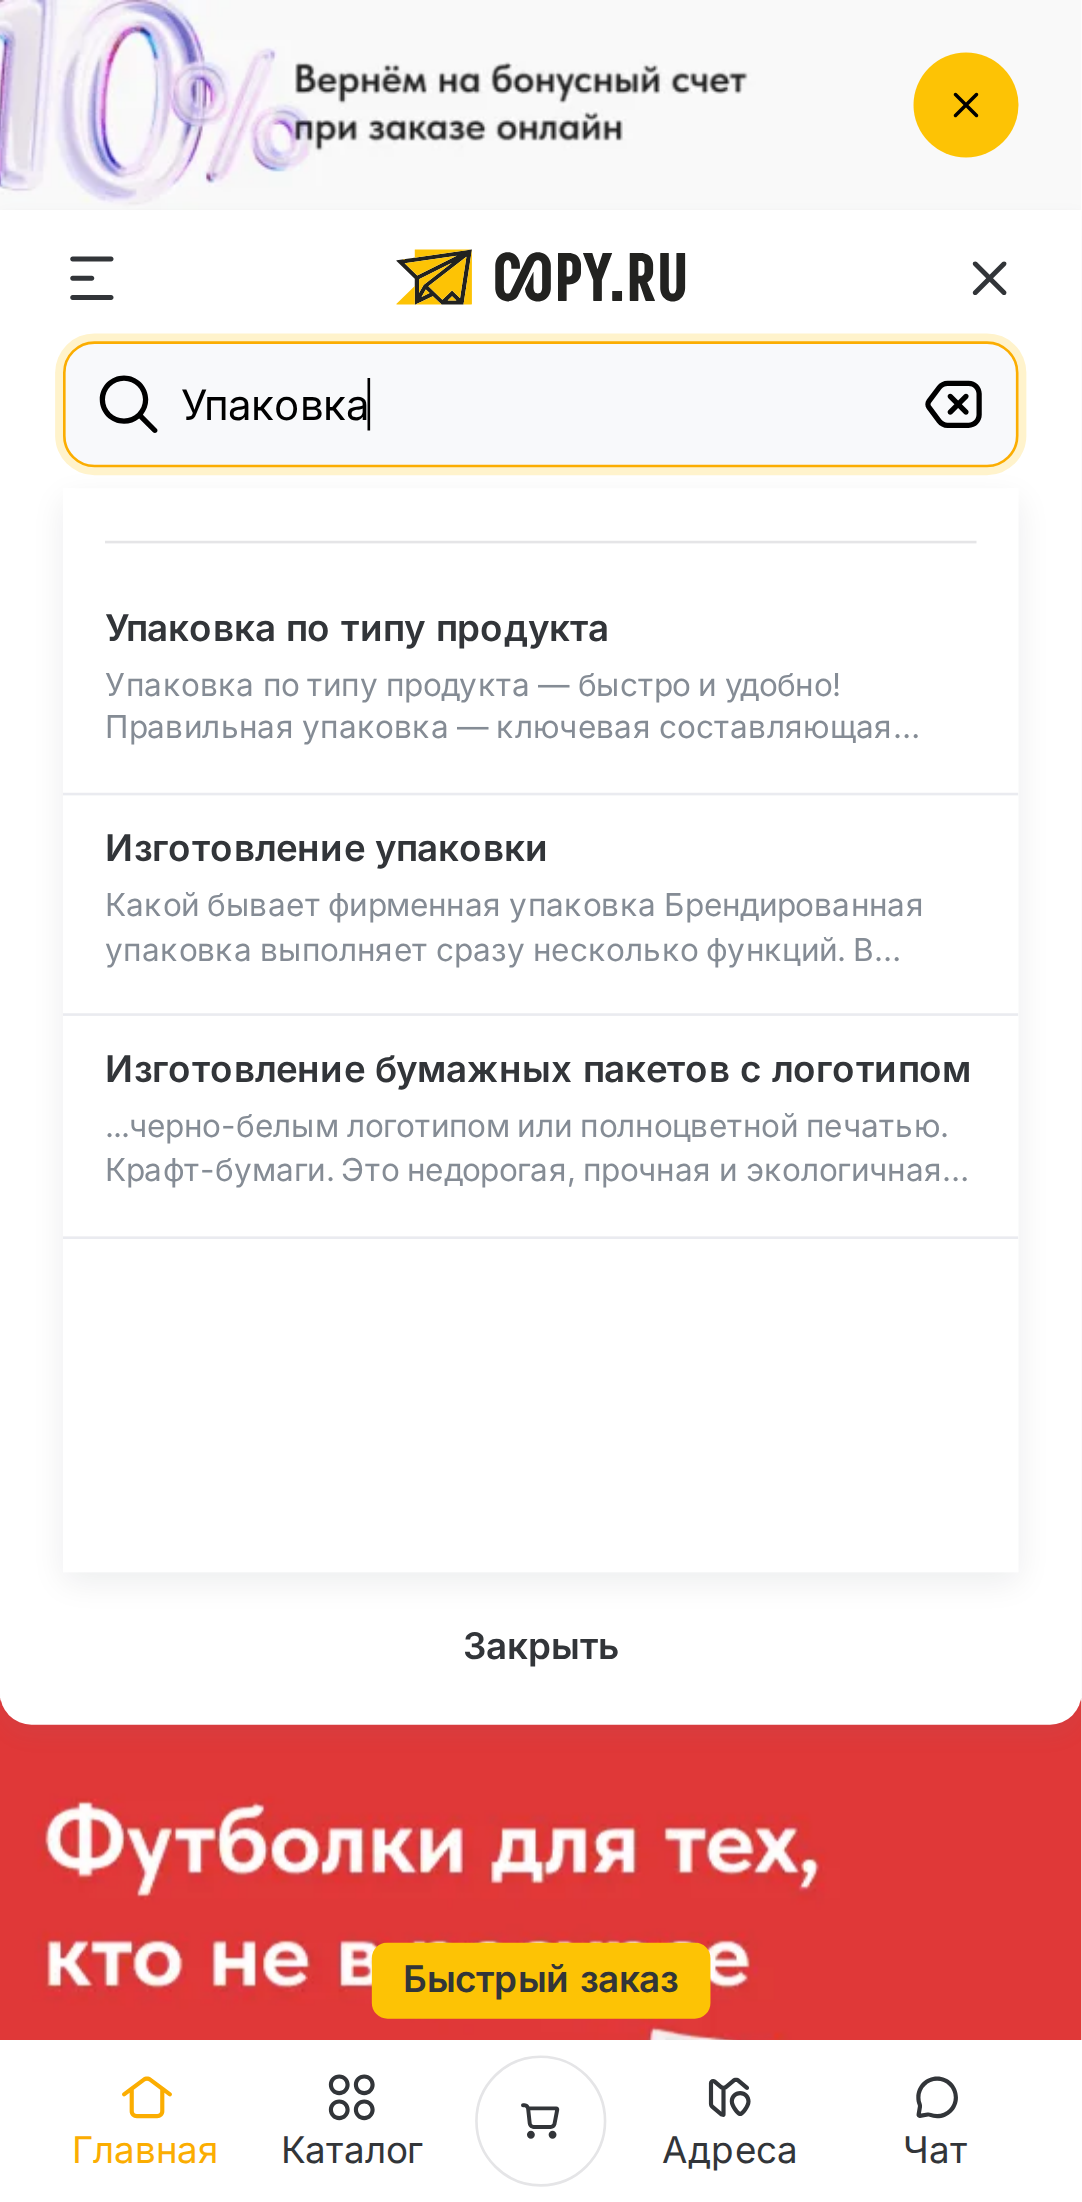 10%
Вернём на бонусный счет
при заказе онлайн
COPY.RU
Упаковка
Упаковка по типу продукта
Упаковка по типу продукта — быстро и удобно!
Правильная упаковка — ключевая составляющая...
Изготовление упаковки
Какой бывает фирменная упаковка Брендированная
упаковка выполняет сразу несколько функций. В...
Изготовление бумажных пакетов с логотипом
...черно-белым логотипом или полноцветной печатью.
Крафт-бумаги. Это недорогая, прочная и экологичная...
Закрыть
Футболки для тех,
кто не в
Быстрый заказ
Главная
Каталог
Адреса
Чат